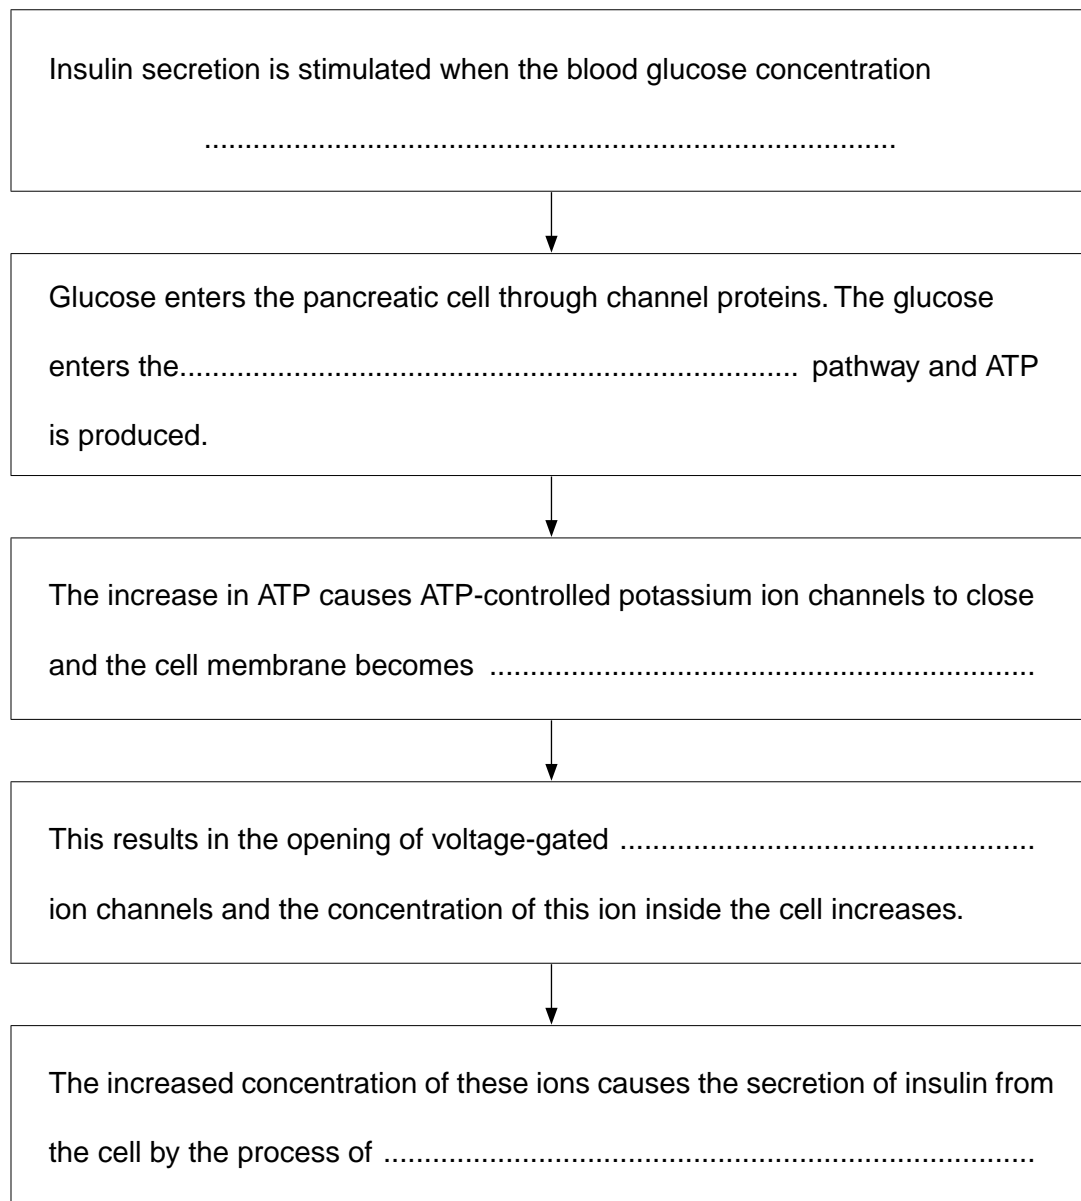 Insulin secretion is stimulated when the blood glucose concentration
.....................................................................................
Glucose enters the pancreatic cell through channel proteins. The glucose
enters the............................................................................ pathway and ATP
is produced.
The increase in ATP causes ATP-controlled potassium ion channels to close
and the cell membrane becomes ...................................................................
This results in the opening of voltage-gated ...................................................
ion channels and the concentration of this ion inside the cell increases.
The increased concentration of these ions causes the secretion of insulin from
the cell by the process of ................................................................................